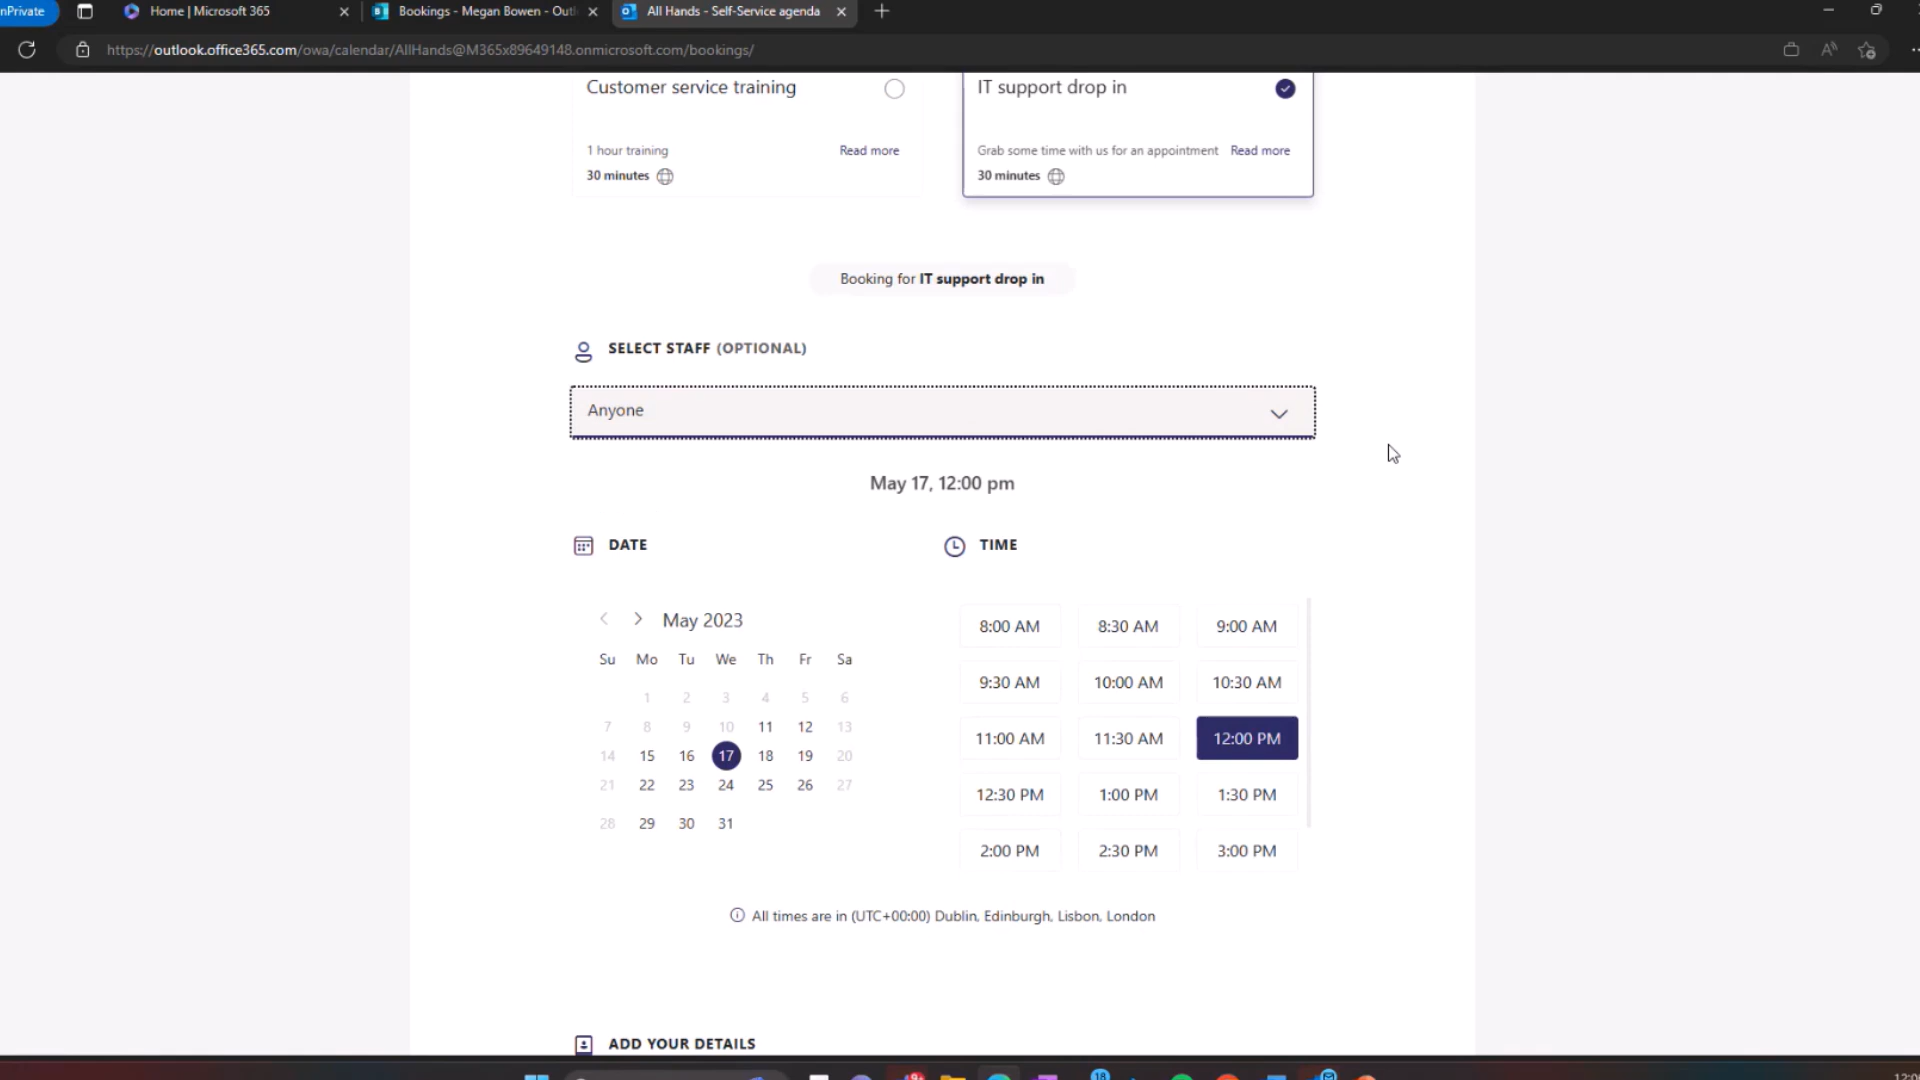 nPrivate
Home | Microsoft 365
Bookings - Megan Bowen - Outl
All Hands - Self-Service agenda
https://outlook.office365.com/owa/calendar/AllHands@M365x89649148.onmicrosoft.com/bookings/
Customer service training
IT support drop in
1 hour training
Read more
Grab some time with us for an appointment
Read more
30 minutes
30 minutes
Booking for IT support drop in
SELECT STAFF (OPTIONAL)
Anyone
May 17, 12:00 pm
DATE
TIME
May 2023
Su Mo Tu We Th Fr Sa
1 2 3 4 5 6
7 8 9 10 11 12 13
14 15 16 17 18 19 20
21 22 23 24 25 26 27
28 29 30 31
8:00 AM 8:30 AM 9:00 AM
9:30 AM 10:00 AM 10:30 AM
11:00 AM 11:30 AM 12:00 PM
12:30 PM 1:00 PM 1:30 PM
2:00 PM 2:30 PM 3:00 PM
All times are in (UTC+00:00) Dublin, Edinburgh, Lisbon, London
ADD YOUR DETAILS
9+
18